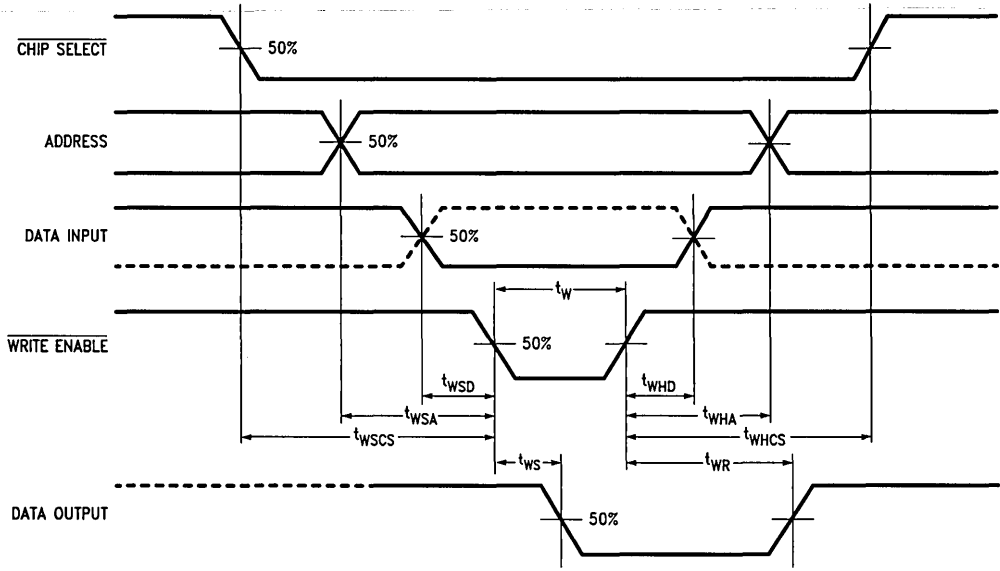 CHIP SELECT
50%
ADDRESS
50%
DATA INPUT
50%
tW
WRITE ENABLE
50%
tWSD
tWHD
tWSA
tWHA
tWSCS
tWHCS
tWS
tWR
DATA OUTPUT
50%